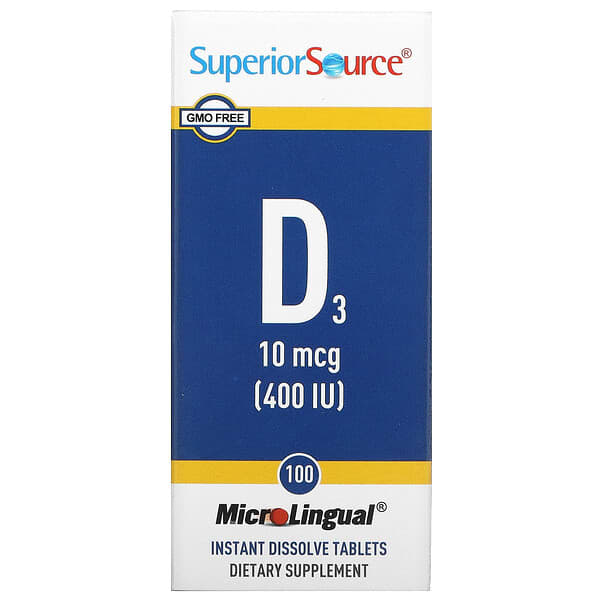 SuperiorSource®
GMO FREE
D3
10 mcg
(400 IU)
100
MicroLingual®
INSTANT DISSOLVE TABLETS
DIETARY SUPPLEMENT